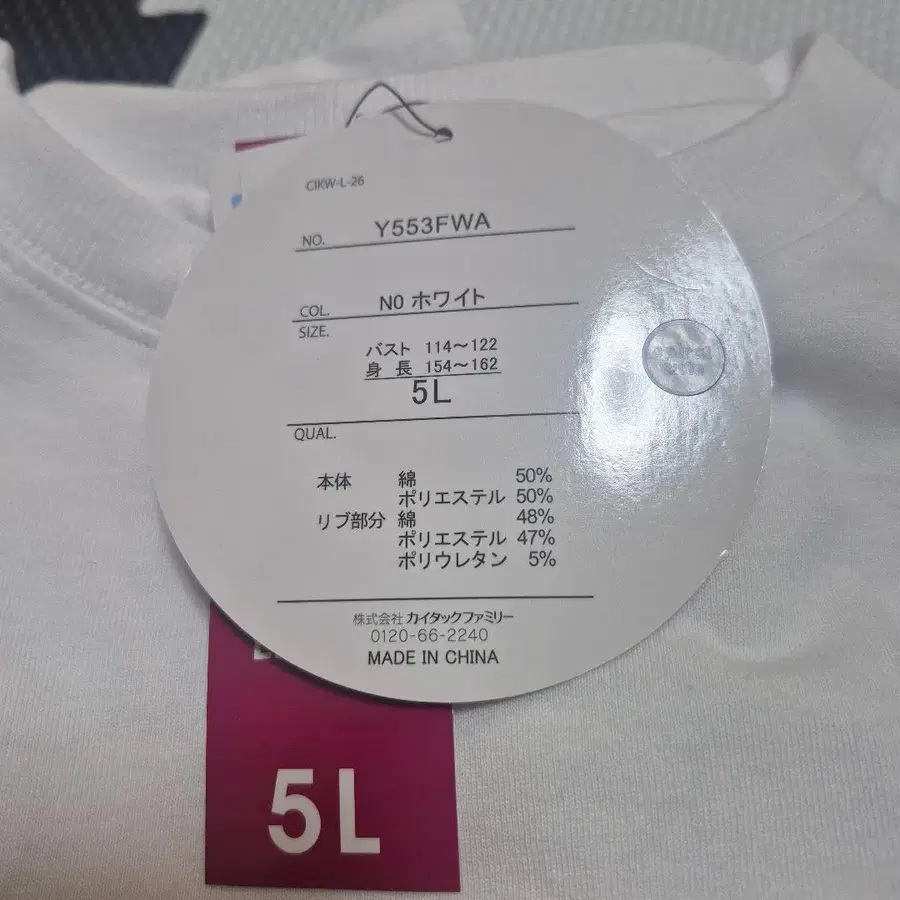 CIKW-L-26
NO. Y553FWA
COL. N0 ホワイト
SIZE.
バスト 114～122
身長 154～162
5L
QUAL.
本体 綿 50%
ポリエステル 50%
リブ部分 綿 48%
ポリエステル 47%
ポリウレタン 5%
株式会社 カイタックファミリー
0120-66-2240
MADE IN CHINA
5L